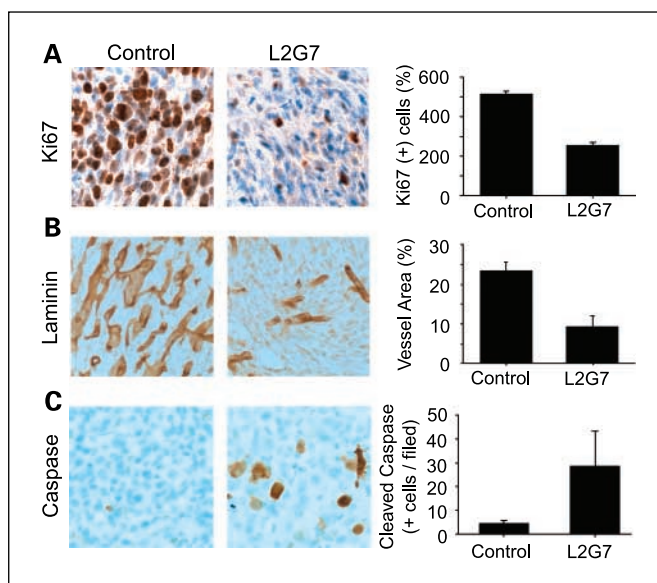 Control L2G7
A
Ki67
Ki67 (+) cells (%)
600
400
200
0
Control L2G7
B
Laminin
Vessel Area (%)
30
20
10
0
Control L2G7
C
Caspase
Cleaved Caspase
(+ cells / filed)
50
40
30
20
10
0
Control L2G7